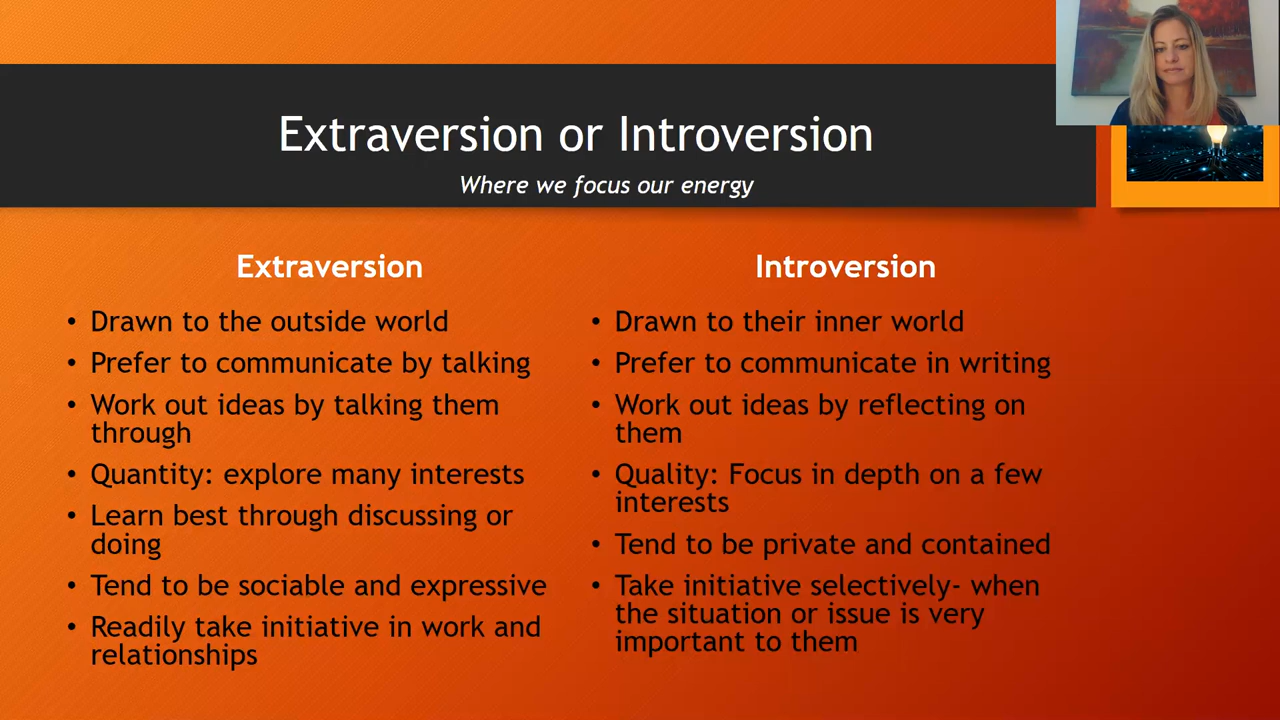 Extraversion or Introversion
Where we focus our energy
Extraversion
• Drawn to the outside world
• Prefer to communicate by talking
• Work out ideas by talking them
through
• Quantity: explore many interests
• Learn best through discussing or
doing
• Tend to be sociable and expressive
• Readily take initiative in work and
relationships
Introversion
• Drawn to their inner world
• Prefer to communicate in writing
• Work out ideas by reflecting on
them
• Quality: Focus in depth on a few
interests
• Tend to be private and contained
• Take initiative selectively- when
the situation or issue is very
important to them